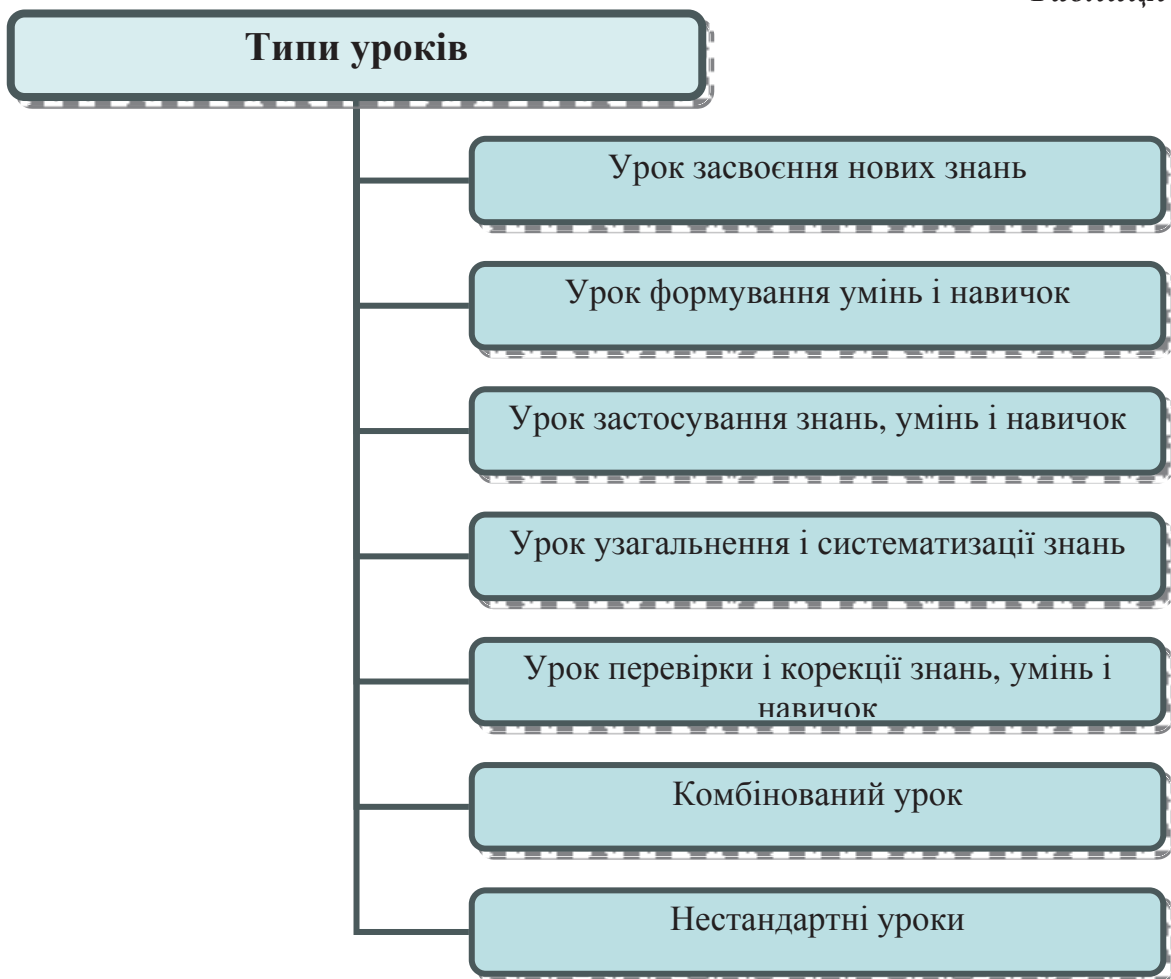 Типи уроків
Урок засвоєння нових знань
Урок формування умінь і навичок
Урок застосування знань, умінь і навичок
Урок узагальнення і систематизації знань
Урок перевірки і корекції знань, умінь і
навичок
Комбінований урок
Нестандартні уроки